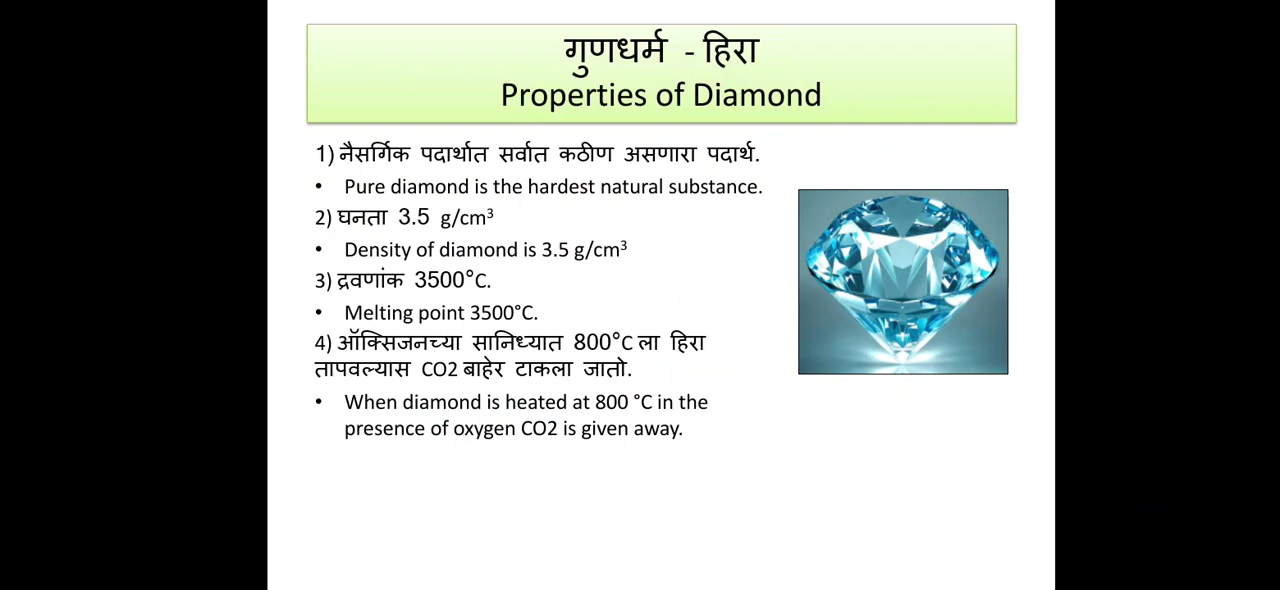 गुणधर्म - हिरा
Properties of Diamond
1) नैसर्गिक पदार्थात सर्वात कठीण असणारा पदार्थ.
• Pure diamond is the hardest natural substance.
2) घनता 3.5 g/cm³
• Density of diamond is 3.5 g/cm³
3) द्रवणांक 3500°C.
• Melting point 3500°C.
4) ऑक्सिजनच्या सानिध्यात 800°C ला हिरा
तापवल्यास CO2 बाहेर टाकला जातो.
• When diamond is heated at 800 °C in the
presence of oxygen CO2 is given away.